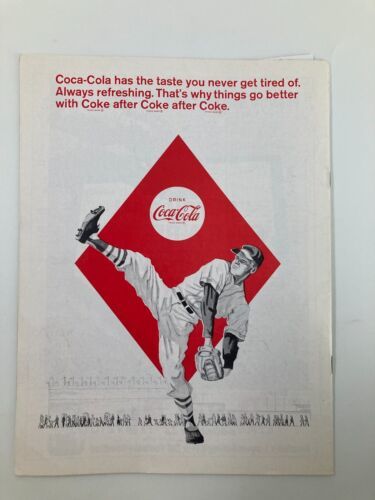 Coca-Cola has the taste you never get tired of.
Always refreshing. That's why things go better
with Coke after Coke after Coke.
DRINK
Coca-Cola